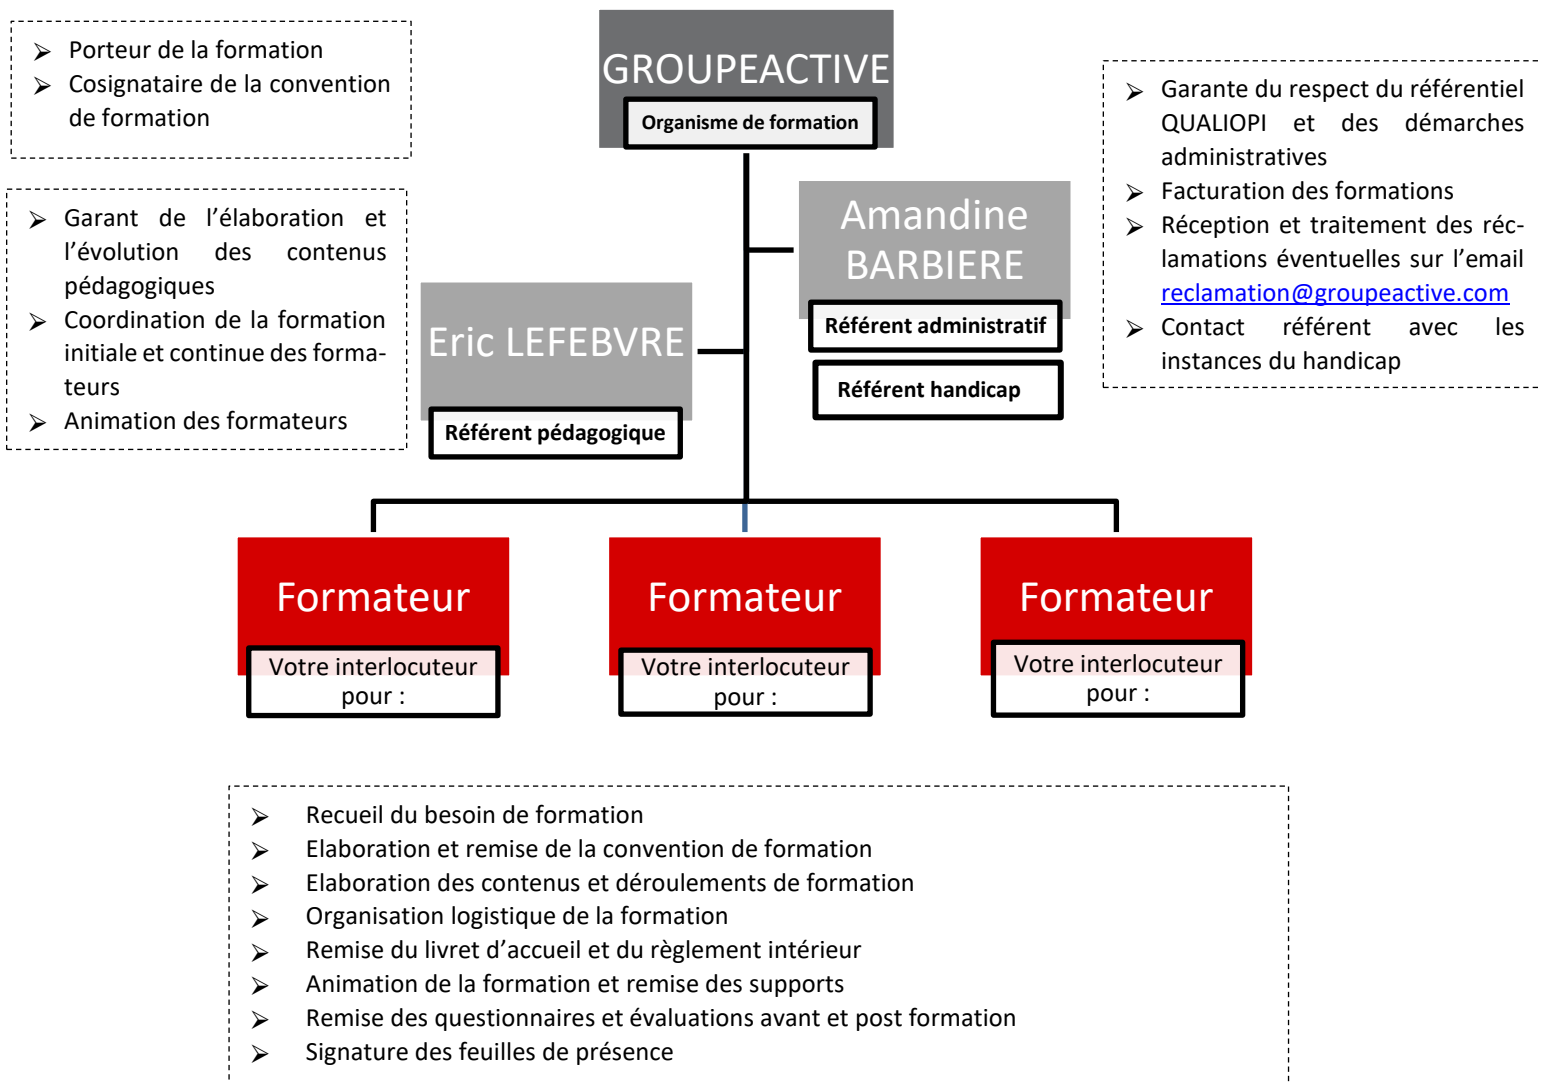 ➢ Porteur de la formation
➢ Cosignataire de la convention
de formation
GROUPEACTIVE
Organisme de formation
➢ Garante du respect du référentiel
QUALIOPI et des démarches
administratives
➢ Facturation des formations
➢ Réception et traitement des réc-
lamations éventuelles sur l’email
reclamation@groupeactive.com
➢ Contact référent avec les
instances du handicap
➢ Garant de l’élaboration et
l’évolution des contenus
pédagogiques
➢ Coordination de la formation
initiale et continue des forma-
teurs
➢ Animation des formateurs
Amandine
BARBIERE
Référent administratif
Référent handicap
Eric LEFEBVRE
Référent pédagogique
Formateur
Votre interlocuteur
pour :
Formateur
Votre interlocuteur
pour :
Formateur
Votre interlocuteur
pour :
➢ Recueil du besoin de formation
➢ Elaboration et remise de la convention de formation
➢ Elaboration des contenus et déroulements de formation
➢ Organisation logistique de la formation
➢ Remise du livret d’accueil et du règlement intérieur
➢ Animation de la formation et remise des supports
➢ Remise des questionnaires et évaluations avant et post formation
➢ Signature des feuilles de présence